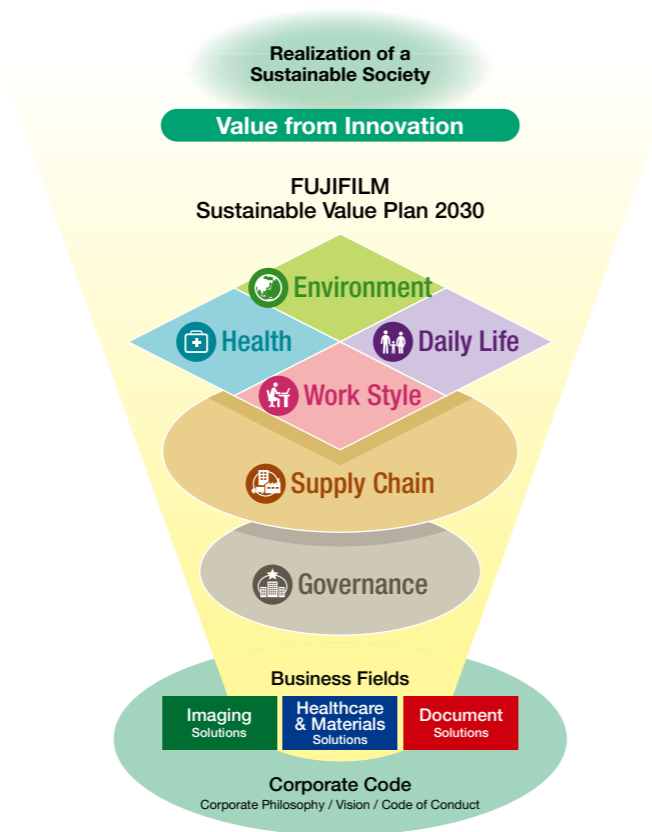 Realization of a
Sustainable Society
Value from Innovation
FUJIFILM
Sustainable Value Plan 2030
Environment
Health
Daily Life
Work Style
Supply Chain
Governance
Business Fields
Imaging
Solutions
Healthcare
& Materials
Solutions
Document
Solutions
Corporate Code
Corporate Philosophy / Vision / Code of Conduct